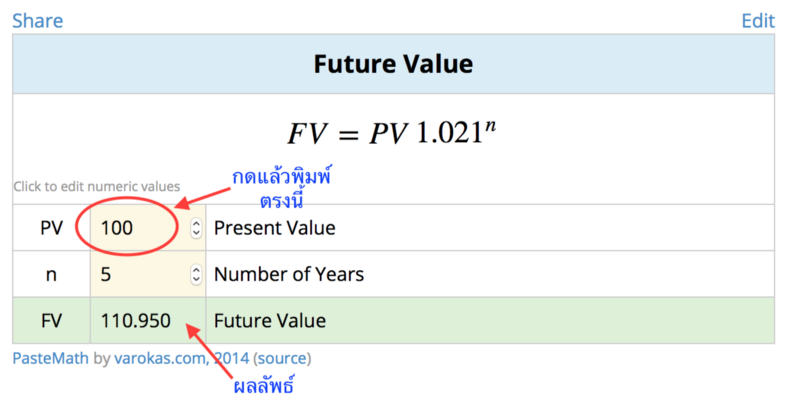 Share Edit
Future Value
FV = PV 1.021ⁿ
กดแล้วพิมพ์
Click to edit numeric values
ตรงนี้
PV 100 Present Value
n 5 Number of Years
FV 110.950 Future Value
PasteMath by varokas.com, 2014 (source)
ผลลัพธ์